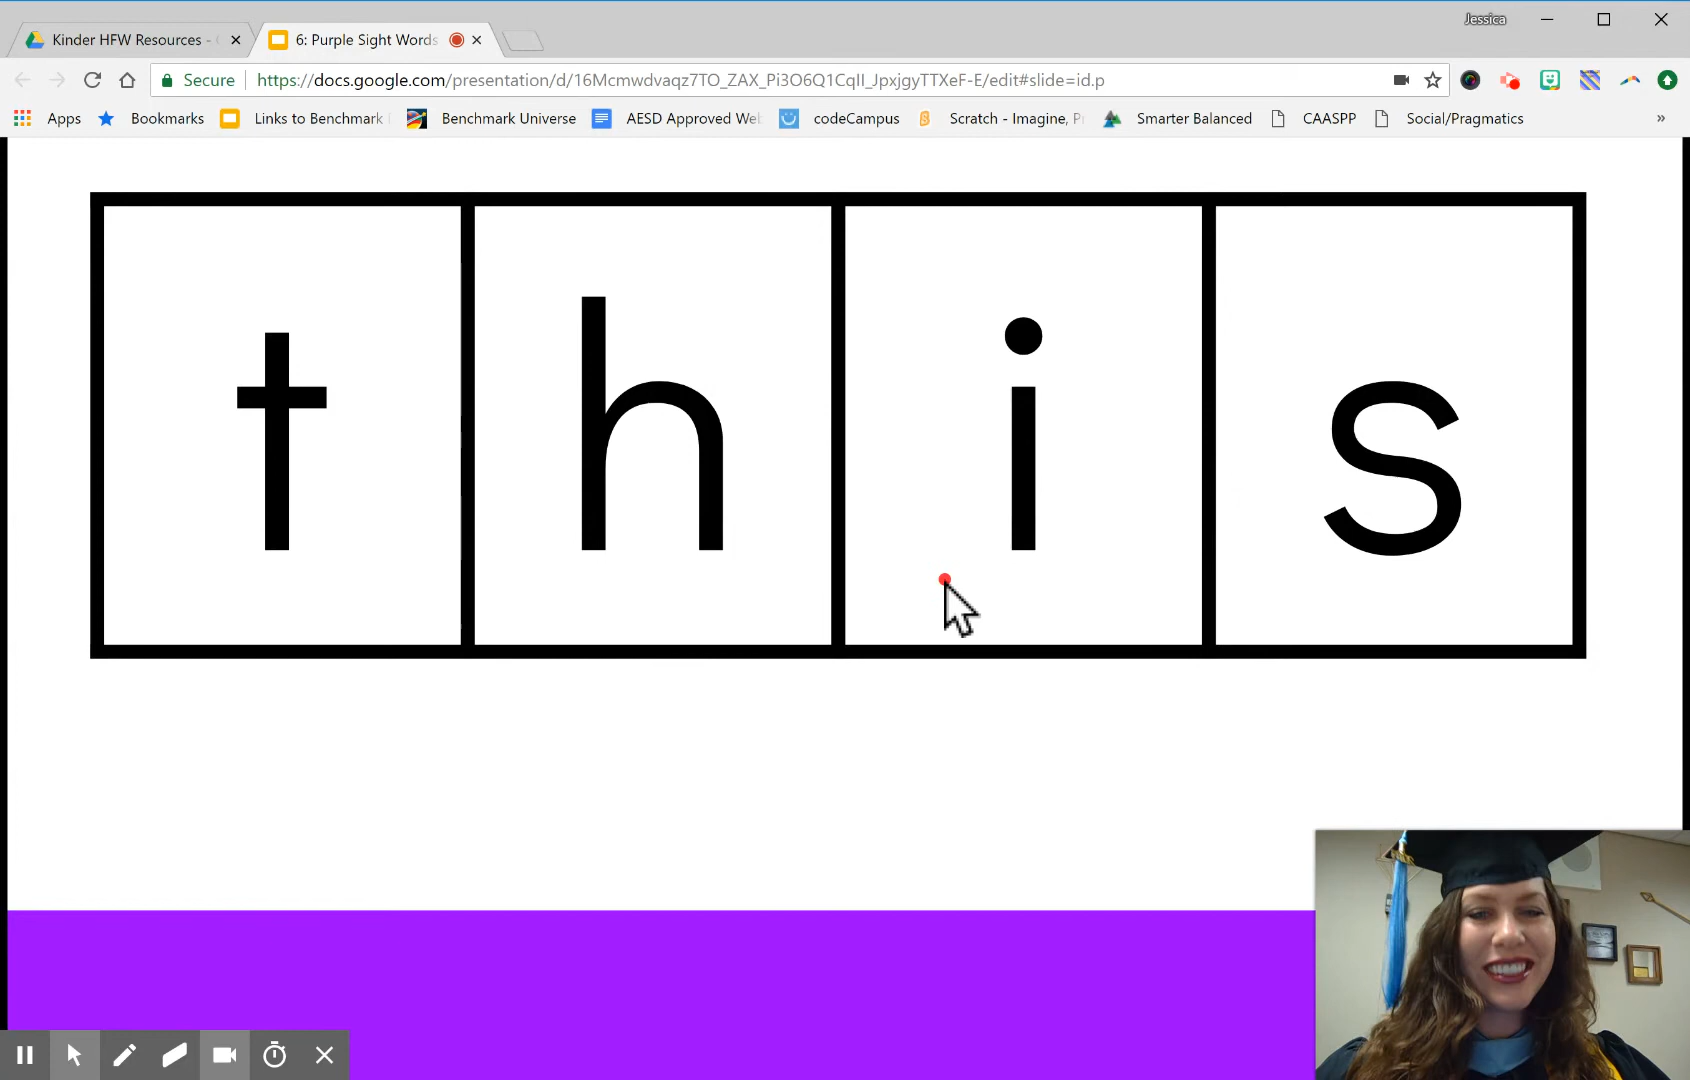 Jessica
Kinder HFW Resources -
6: Purple Sight Words
Secure https://docs.google.com/presentation/d/16Mcmwdvaqz7TO_ZAX_Pi3O6Q1CqII_JpxjgyTTXeF-E/edit#slide=id.p
Apps Bookmarks Links to Benchmark Benchmark Universe AESD Approved We codeCampus Scratch - Imagine, P Smarter Balanced CAASPP Social/Pragmatics »
t h i s